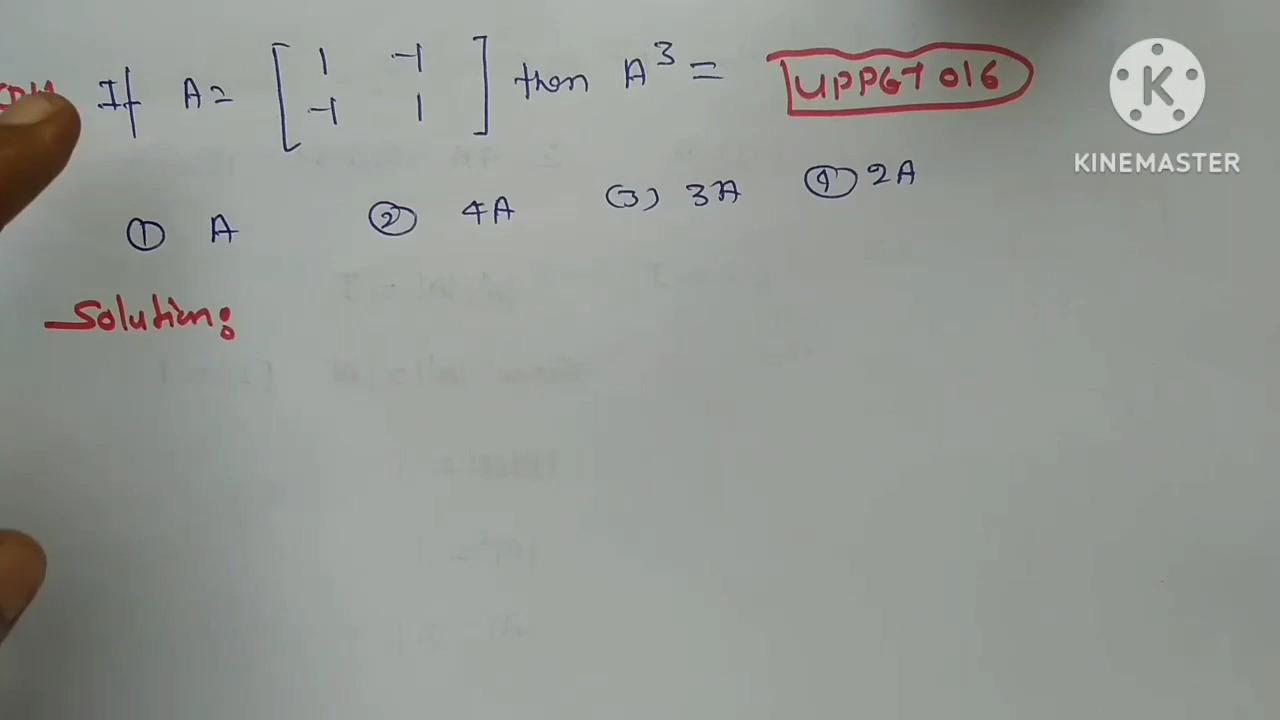 If A = [ 1 -1 ] then A³ = UPPGT 016
-1 1
① A ② 4A (3) 3A ④ 2A
Solution:
K
KINEMASTER